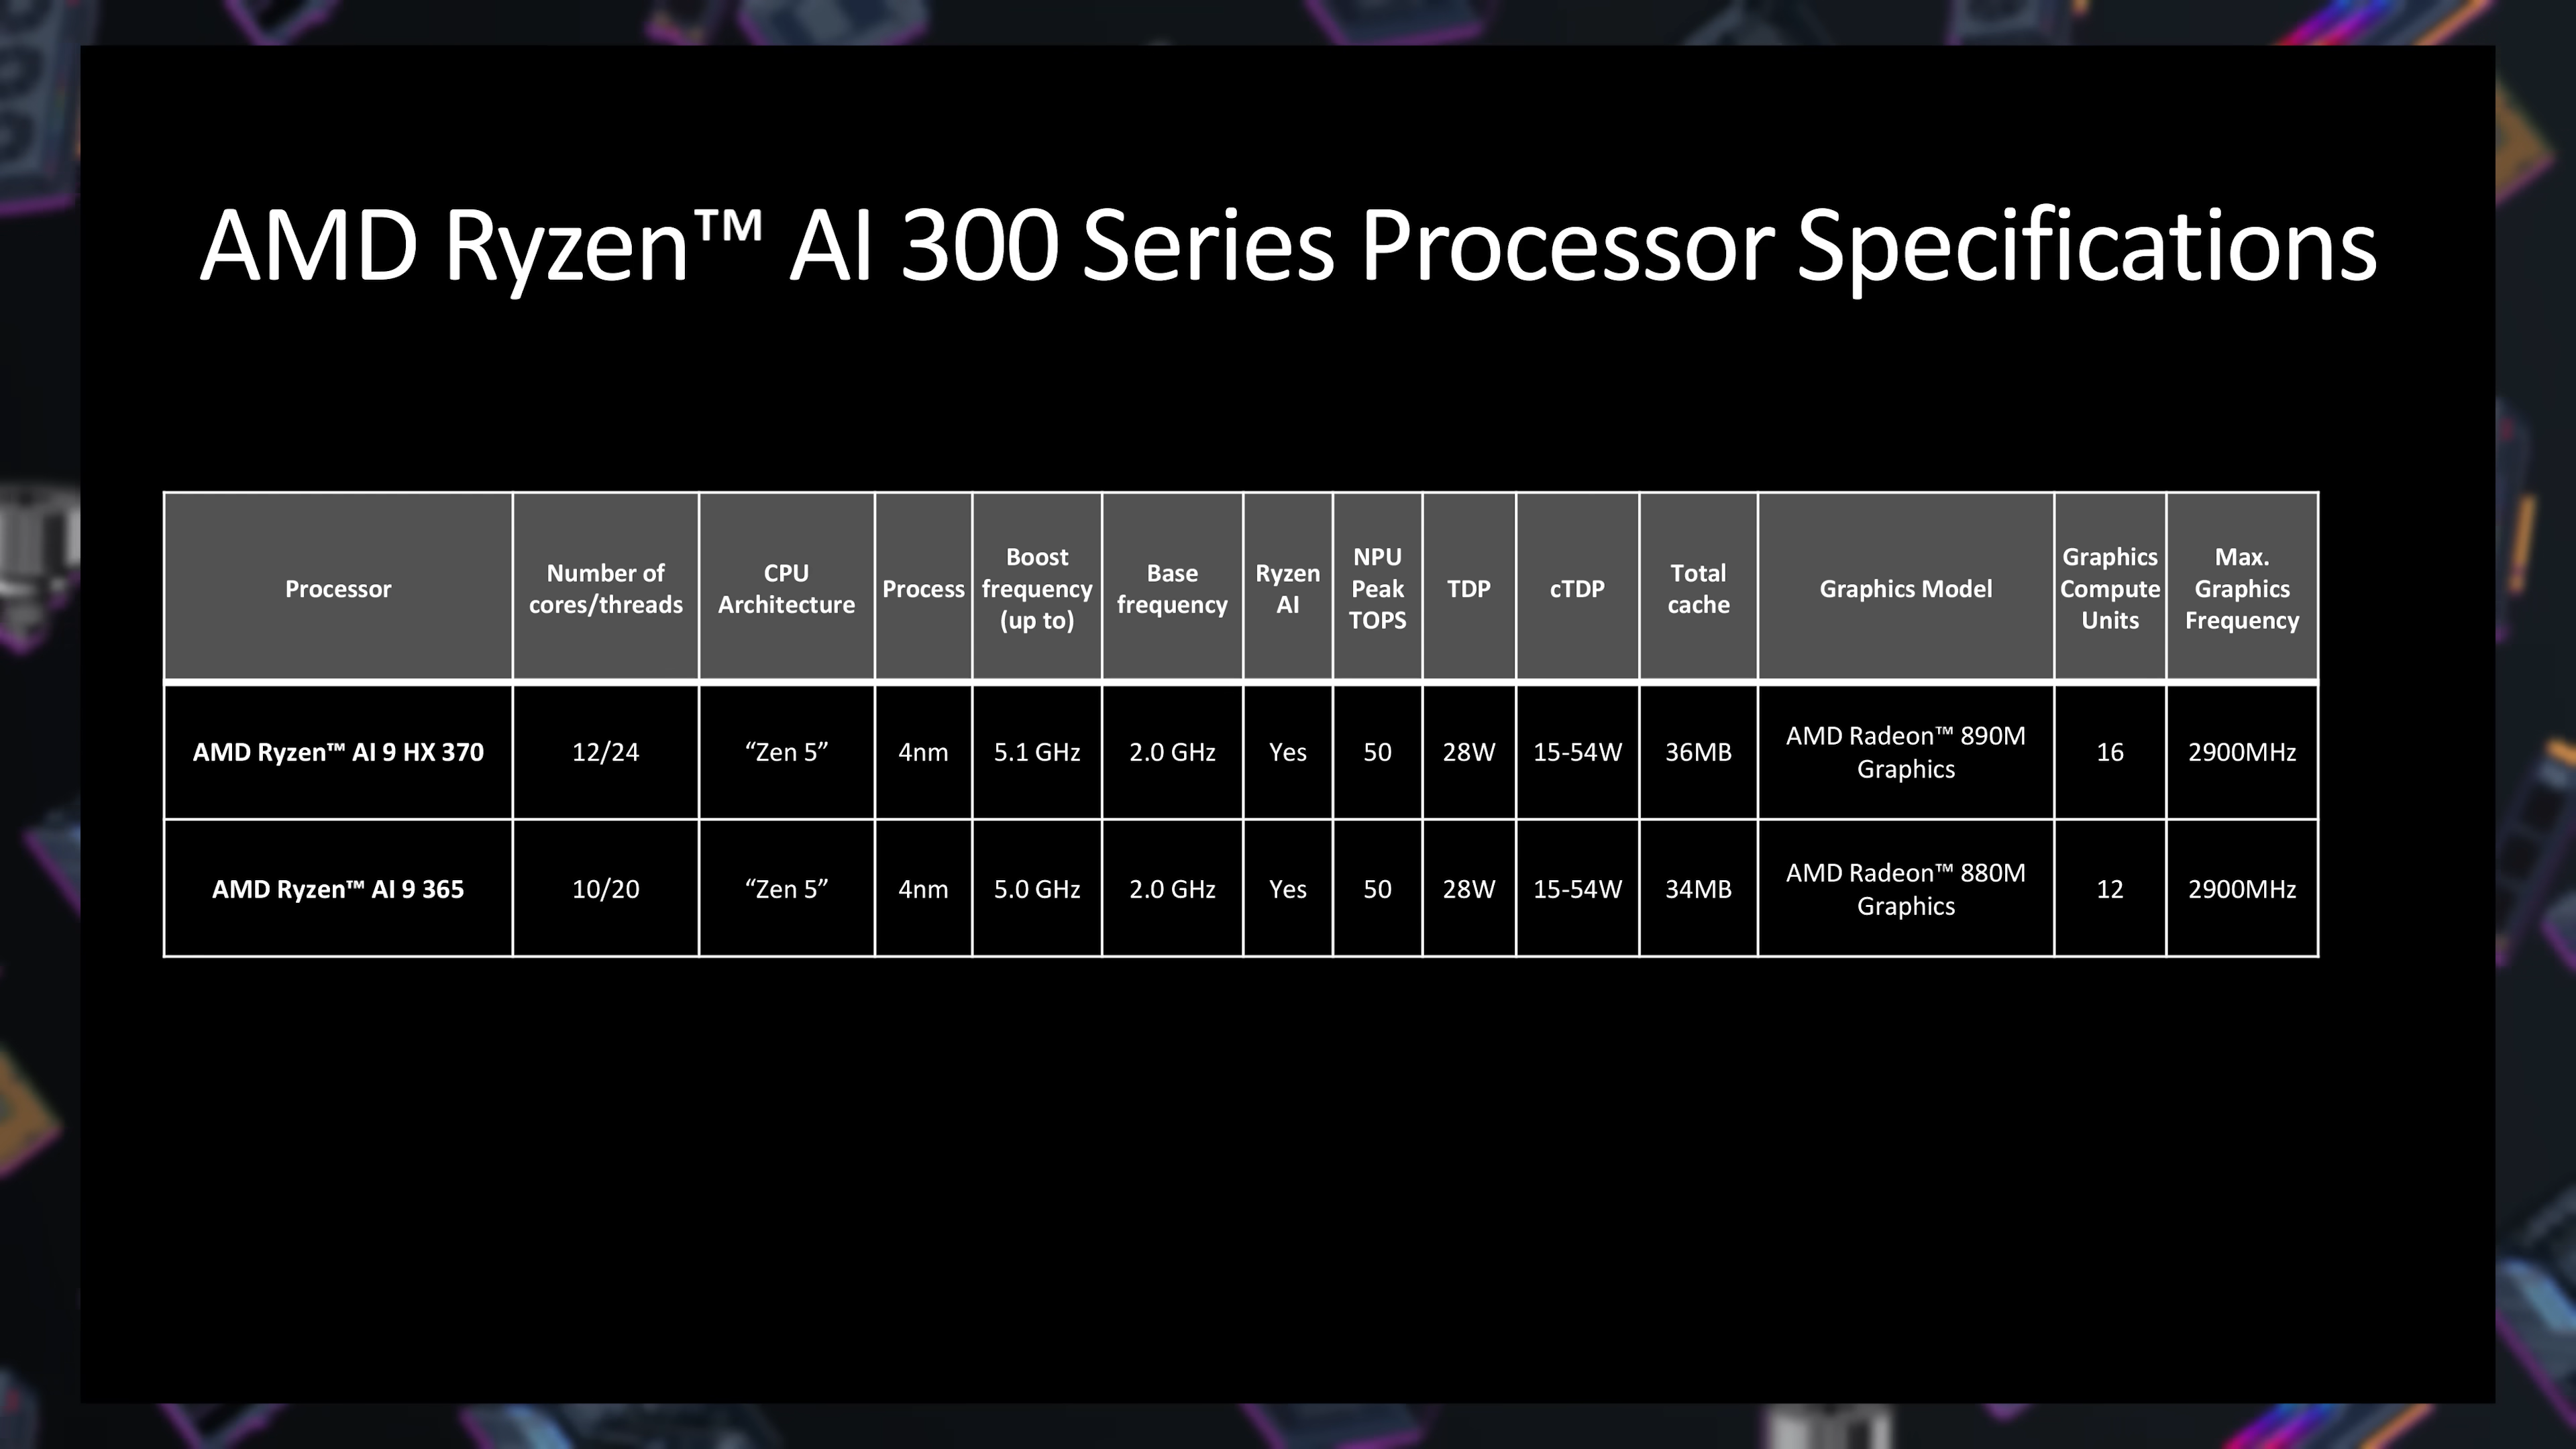 AMD Ryzen™ AI 300 Series Processor Specifications
Processor
Number of
cores/threads
CPU
Architecture
Process
Boost
frequency
(up to)
Base
frequency
Ryzen
AI
NPU
Peak
TOPS
TDP
cTDP
Total
cache
Graphics Model
Graphics
Compute
Units
Max.
Graphics
Frequency
AMD Ryzen™ AI 9 HX 370
12/24
“Zen 5”
4nm
5.1 GHz
2.0 GHz
Yes
50
28W
15-54W
36MB
AMD Radeon™ 890M
Graphics
16
2900MHz
AMD Ryzen™ AI 9 365
10/20
“Zen 5”
4nm
5.0 GHz
2.0 GHz
Yes
50
28W
15-54W
34MB
AMD Radeon™ 880M
Graphics
12
2900MHz